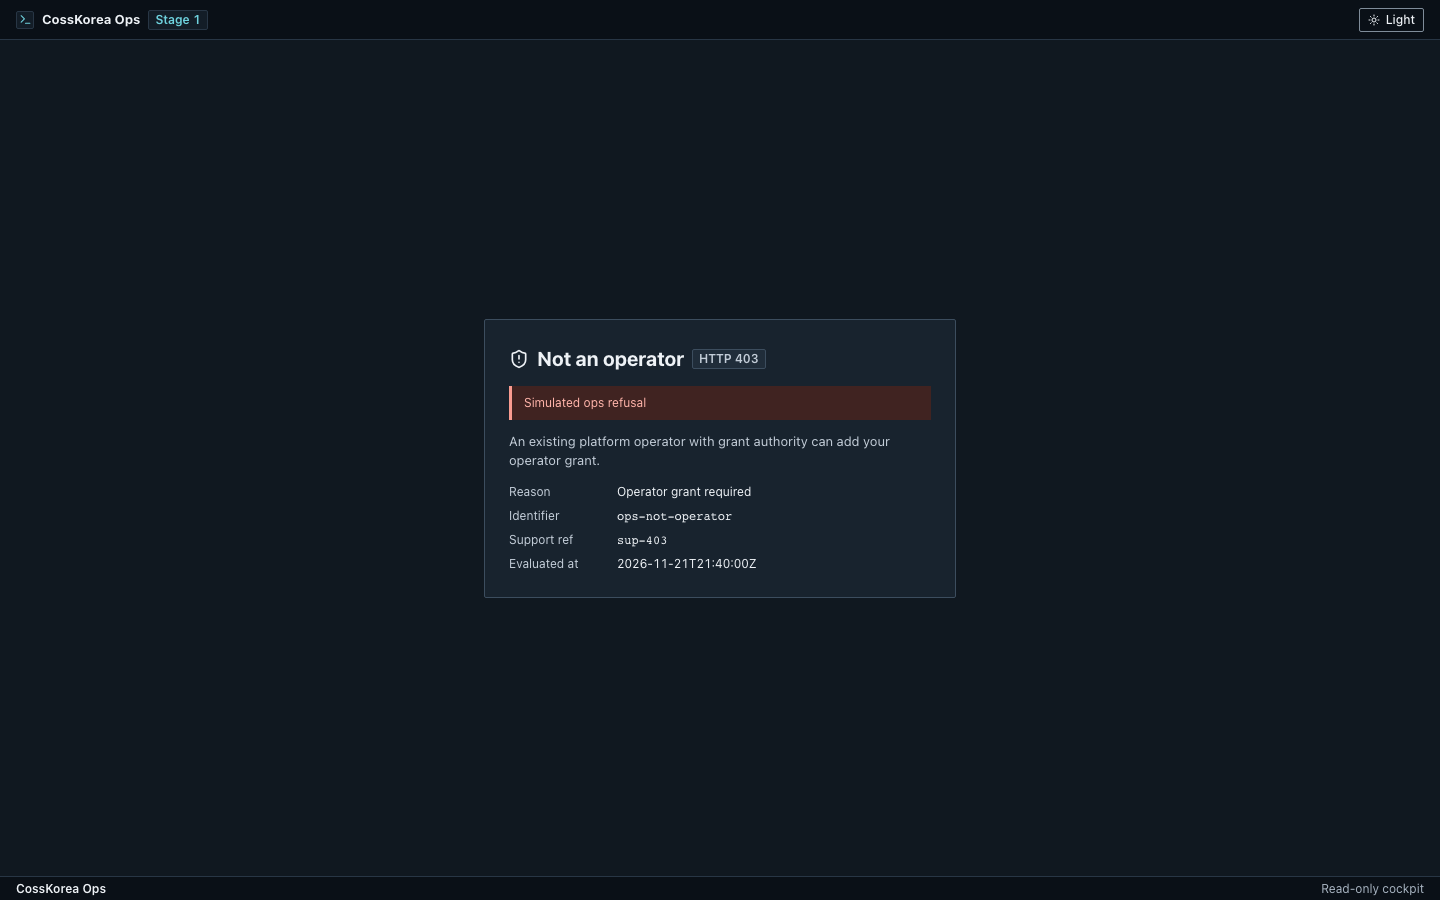 CossKorea Ops Stage 1 Light
Not an operator HTTP 403
Simulated ops refusal
An existing platform operator with grant authority can add your
operator grant.
Reason Operator grant required
Identifier ops-not-operator
Support ref sup-403
Evaluated at 2026-11-21T21:40:00Z
CossKorea Ops Read-only cockpit